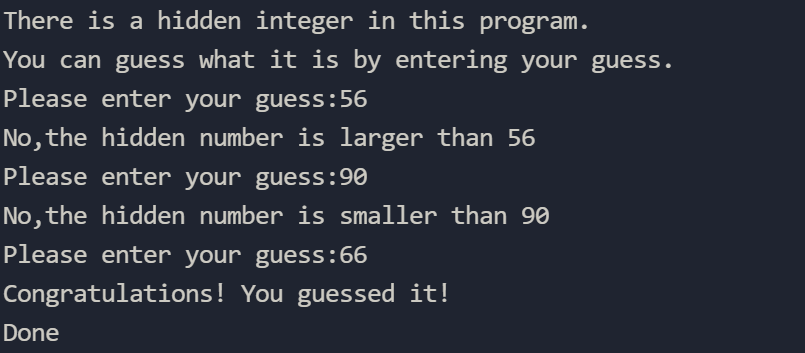 There is a hidden integer in this program.
You can guess what it is by entering your guess.
Please enter your guess:56
No,the hidden number is larger than 56
Please enter your guess:90
No,the hidden number is smaller than 90
Please enter your guess:66
Congratulations! You guessed it!
Done